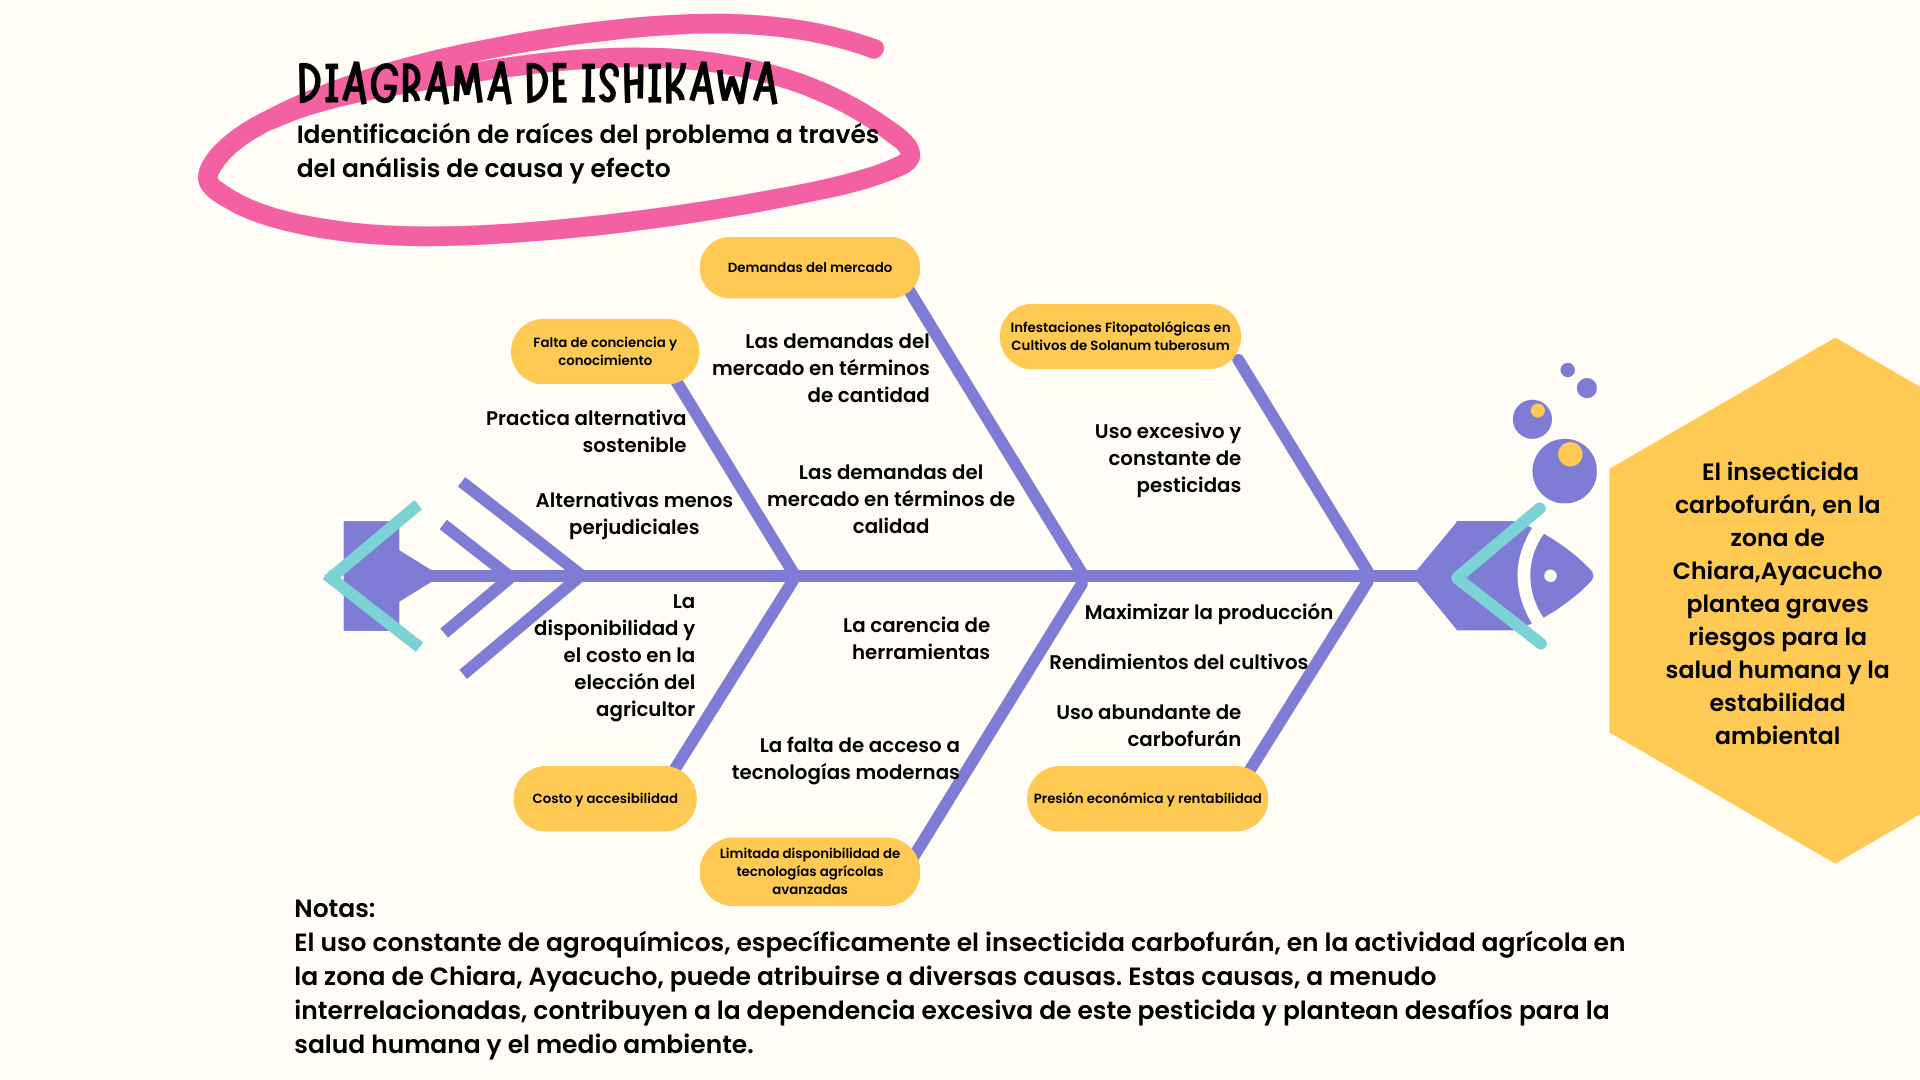 DIAGRAMA DE ISHIKAWA
Identificación de raíces del problema a través
del análisis de causa y efecto
Demandas del mercado
Infestaciones Fitopatológicas en
Cultivos de Solanum tuberosum
Falta de conciencia y
conocimiento
Las demandas del
mercado en términos
de cantidad
Practica alternativa
sostenible
Uso excesivo y
constante de
pesticidas
Las demandas del
mercado en términos de
calidad
Alternativas menos
perjudiciales
El insecticida
carbofurán, en la
zona de
Chiara,Ayacucho
plantea graves
riesgos para la
salud humana y la
estabilidad
ambiental
La
disponibilidad y
el costo en la
elección del
agricultor
La carencia de
herramientas
Maximizar la producción
Rendimientos del cultivos
Uso abundante de
carbofurán
La falta de acceso a
tecnologías modernas
Costo y accesibilidad
Presión económica y rentabilidad
Limitada disponibilidad de
tecnologías agrícolas
avanzadas
Notas:
El uso constante de agroquímicos, específicamente el insecticida carbofurán, en la actividad agrícola en
la zona de Chiara, Ayacucho, puede atribuirse a diversas causas. Estas causas, a menudo
interrelacionadas, contribuyen a la dependencia excesiva de este pesticida y plantean desafíos para la
salud humana y el medio ambiente.